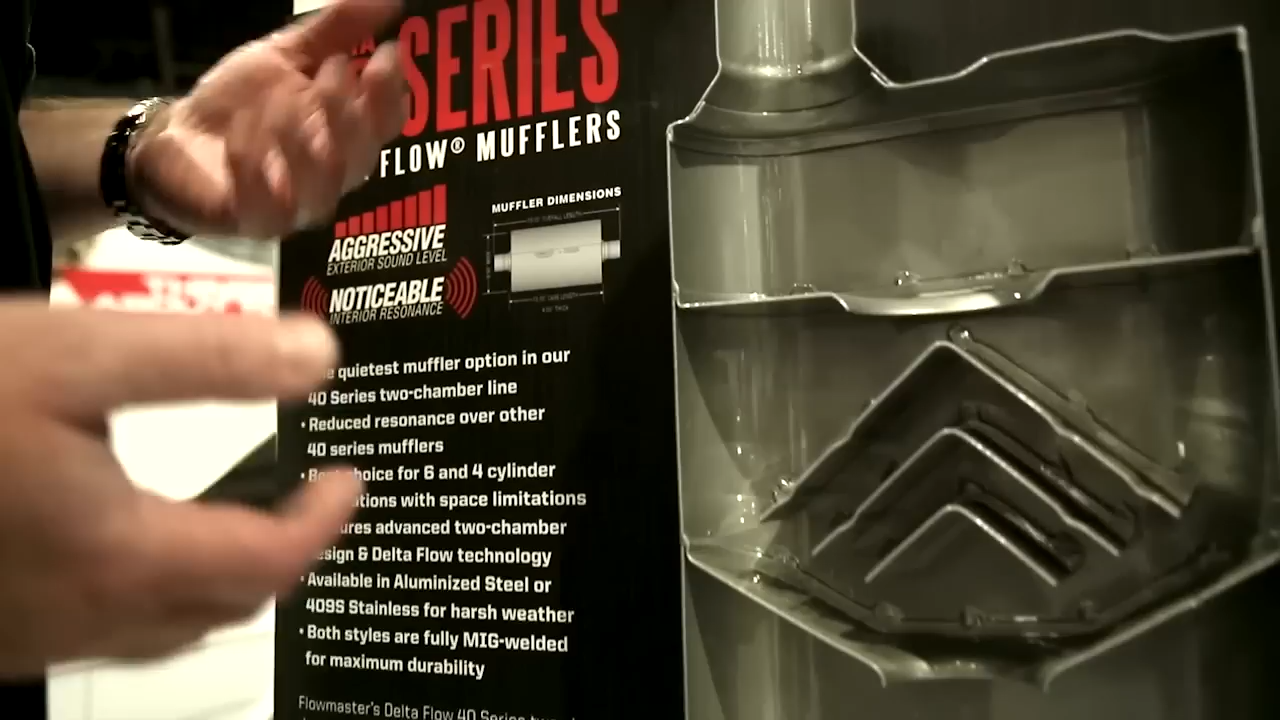 SERIES
FLOW® MUFFLERS
MUFFLER DIMENSIONS
AGGRESSIVE
EXTERIOR SOUND LEVEL
NOTICEABLE
INTERIOR RESONANCE
quietest muffler option in our
40 Series two-chamber line
• Reduced resonance over other
40 series mufflers
• choice for 6 and 4 cylinder
with space limitations
advanced two-chamber
& Delta Flow technology
• Available in Aluminized Steel or
409S Stainless for harsh weather
• Both styles are fully MIG-welded
for maximum durability
Flowmaster's Delta Flow 40 Series